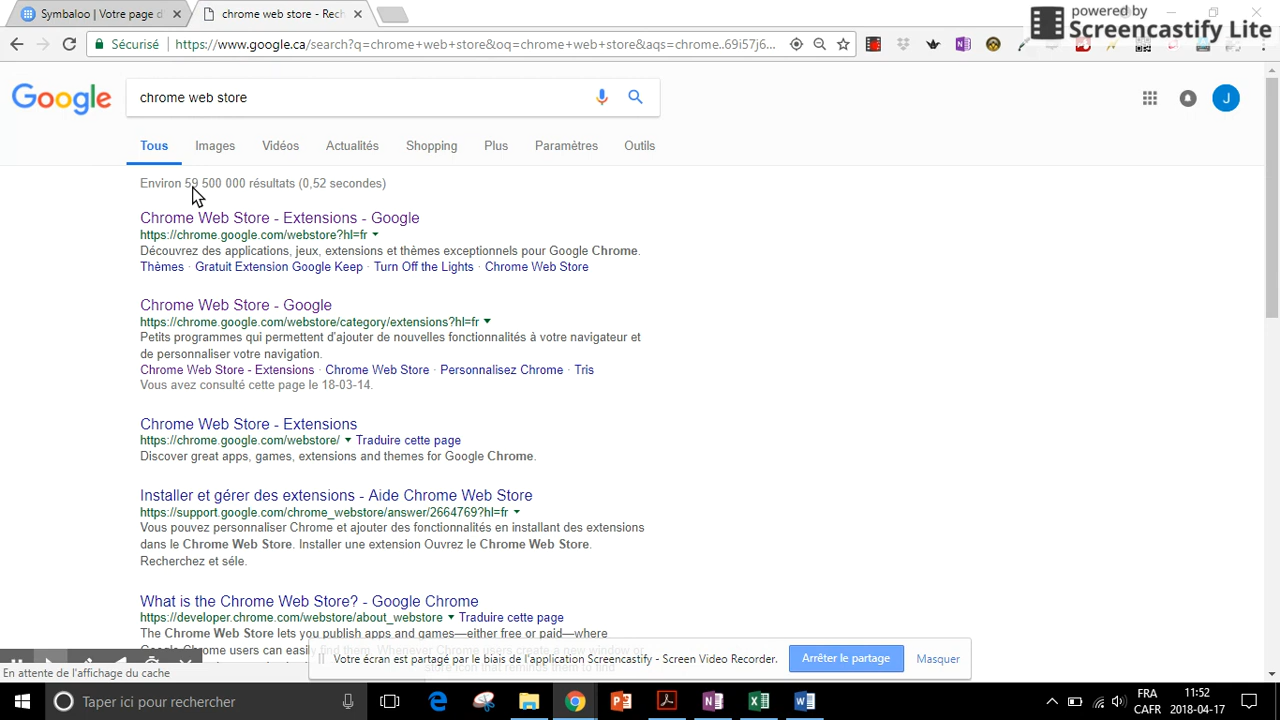 Symbaloo | Votre page d
chrome web store - Rech
powered by
Screencastify Lite
Sécurisé
https://www.google.ca/search?q=chrome+web+store&oq=chrome+web+store&aqs=chrome..69i57j6...
Google
chrome web store
J
Tous
Images
Vidéos
Actualités
Shopping
Plus
Paramètres
Outils
Environ 59 500 000 résultats (0,52 secondes)
Chrome Web Store - Extensions - Google
https://chrome.google.com/webstore?hl=fr
Découvrez des applications, jeux, extensions et thèmes exceptionnels pour Google Chrome.
Thèmes · Gratuit Extension Google Keep · Turn Off the Lights · Chrome Web Store
Chrome Web Store - Google
https://chrome.google.com/webstore/category/extensions?hl=fr
Petits programmes qui permettent d'ajouter de nouvelles fonctionnalités à votre navigateur et
de personnaliser votre navigation.
Chrome Web Store - Extensions · Chrome Web Store · Personnalisez Chrome · Tris
Vous avez consulté cette page le 18-03-14.
Chrome Web Store - Extensions
https://chrome.google.com/webstore/ Traduire cette page
Discover great apps, games, extensions and themes for Google Chrome.
Installer et gérer des extensions - Aide Chrome Web Store
https://support.google.com/chrome_webstore/answer/2664769?hl=fr
Vous pouvez personnaliser Chrome et ajouter des fonctionnalités en installant des extensions
dans le Chrome Web Store. Installer une extension Ouvrez le Chrome Web Store.
Recherchez et séle.
What is the Chrome Web Store? - Google Chrome
https://developer.chrome.com/webstore/about_webstore Traduire cette page
The Chrome Web Store lets you publish apps and games—either free or paid—where
Google Chrome users can easily find them.
Votre écran est partagé par le biais de l'application Screencastify - Screen Video Recorder.
Arrêter le partage
Masquer
En attente de l'affichage du cache
Taper ici pour rechercher
FRA
CAFR
11:52
2018-04-17